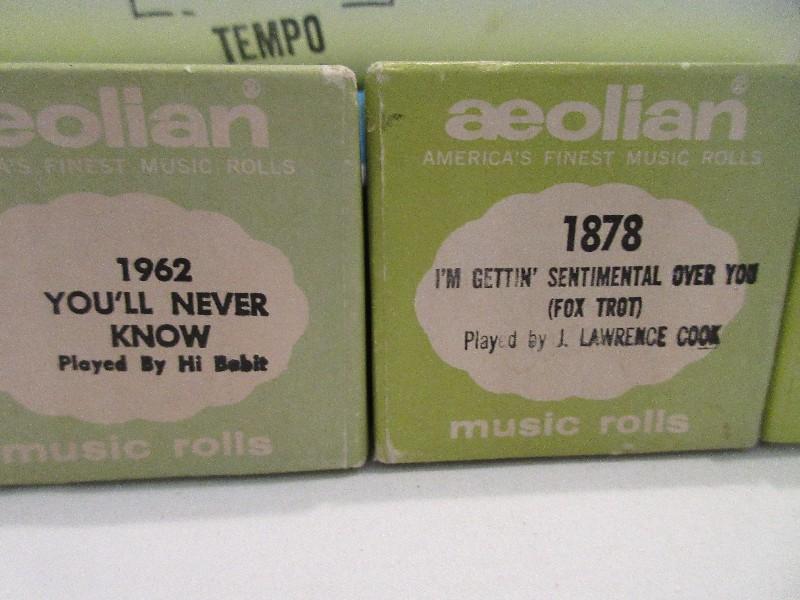 TEMPO
eolian®
A'S FINEST MUSIC ROLLS
1962
YOU'LL NEVER
KNOW
Played By Hi Babit
music rolls
aeolian®
AMERICA'S FINEST MUSIC ROLLS
1878
I'M GETTIN' SENTIMENTAL OVER YOU
(FOX TROT)
Played by J. LAWRENCE COOK
music rolls